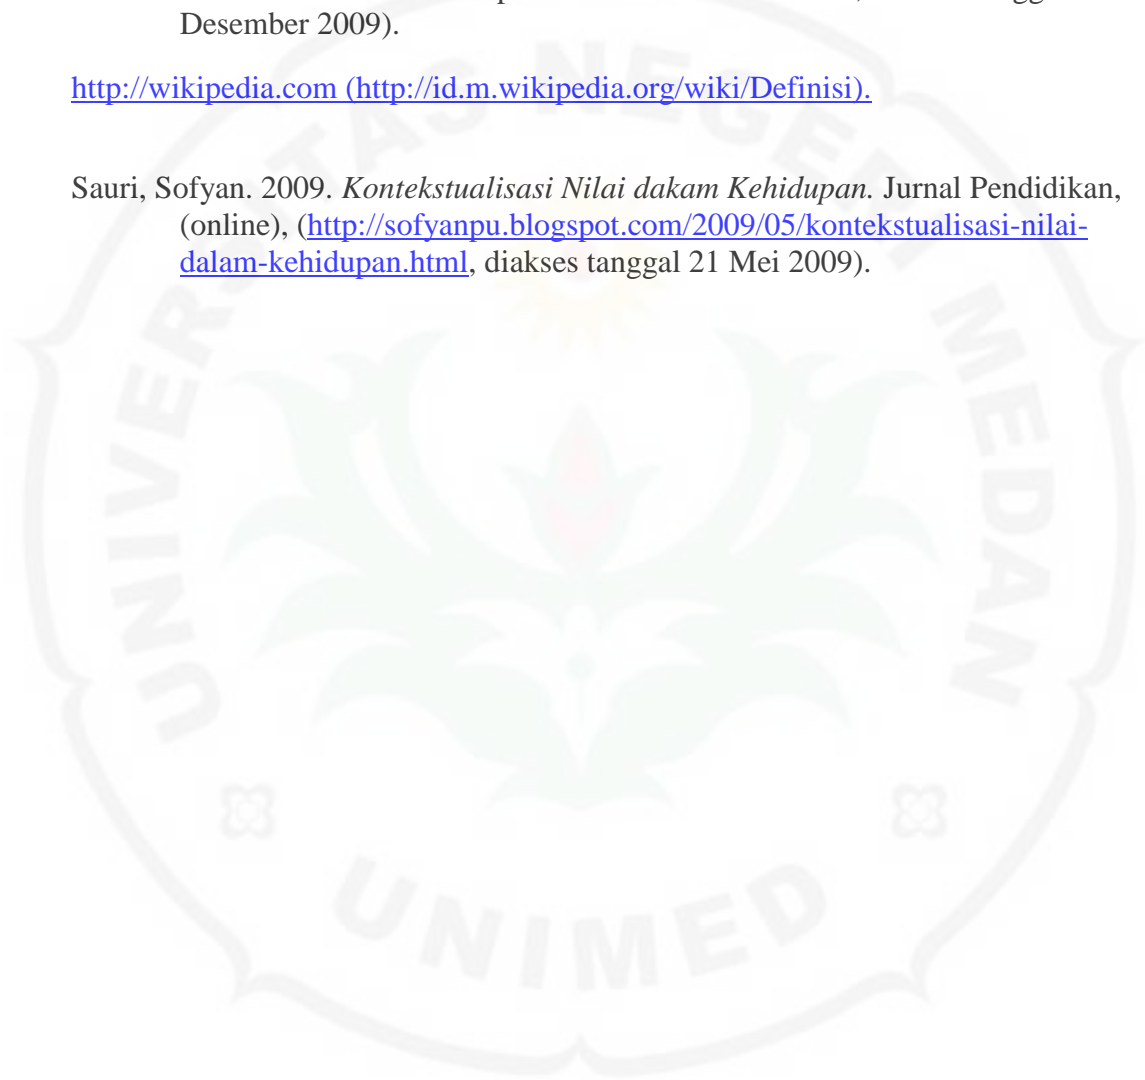 Desember 2009).
http://wikipedia.com (http://id.m.wikipedia.org/wiki/Definisi).
Sauri, Sofyan. 2009. Kontekstualisasi Nilai dakam Kehidupan. Jurnal Pendidikan,
(online), (http://sofyanpu.blogspot.com/2009/05/kontekstualisasi-nilai-
dalam-kehidupan.html, diakses tanggal 21 Mei 2009).
UNIVERSITAS NEGERI MEDAN
UNIMED